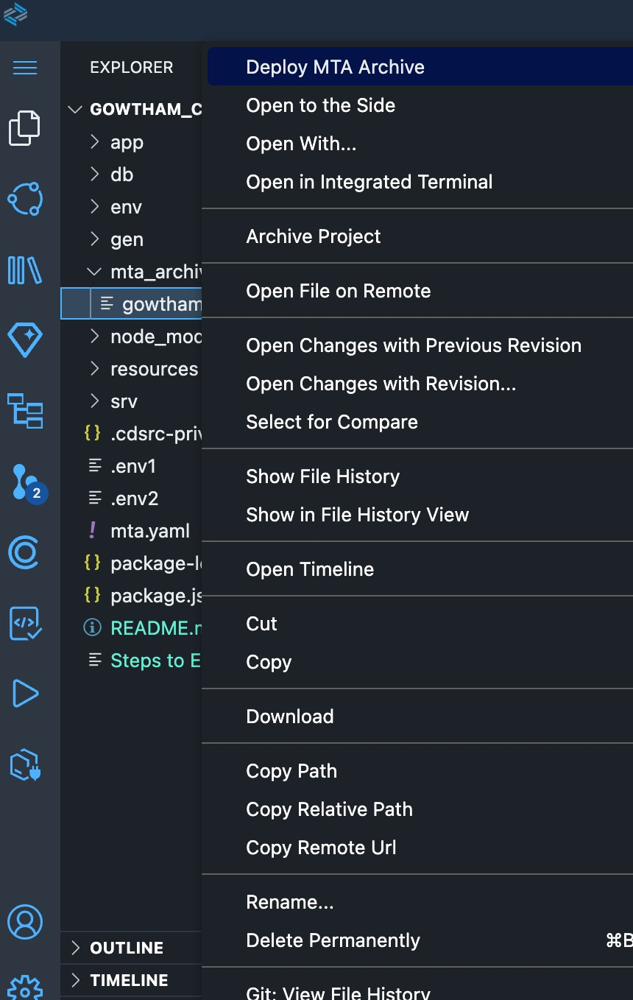 EXPLORER
GOWTHAM_C
app
db
env
gen
mta_archiv
gowtham
node_mod
resources
srv
.cdsrc-priv
.env1
.env2
mta.yaml
package-l
package.js
README.m
Steps to E
OUTLINE
TIMELINE
2
Deploy MTA Archive
Open to the Side
Open With...
Open in Integrated Terminal
Archive Project
Open File on Remote
Open Changes with Previous Revision
Open Changes with Revision...
Select for Compare
Show File History
Show in File History View
Open Timeline
Cut
Copy
Download
Copy Path
Copy Relative Path
Copy Remote Url
Rename...
Delete Permanently ⌘B
Git: View File History